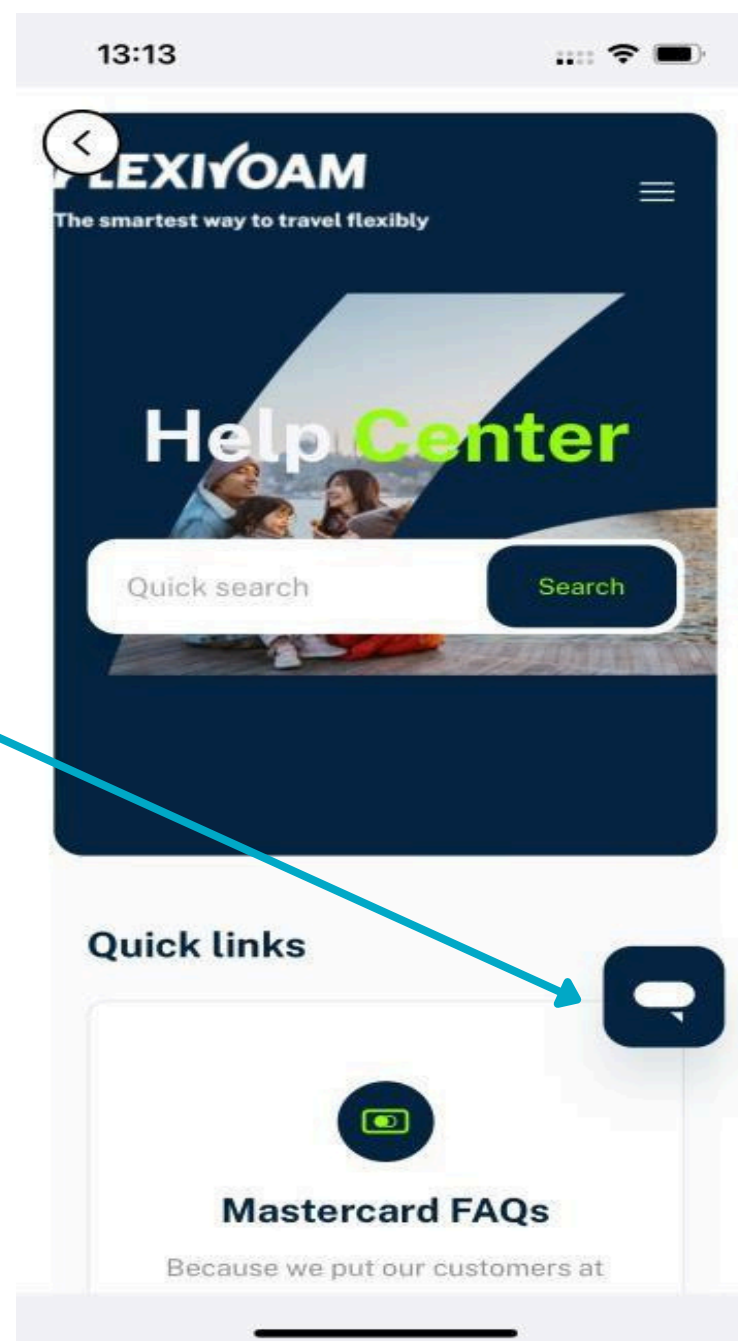 13:13
FLEXIROAM
The smartest way to travel flexibly
Help Center
Quick search
Search
Quick links
Mastercard FAQs
Because we put our customers at